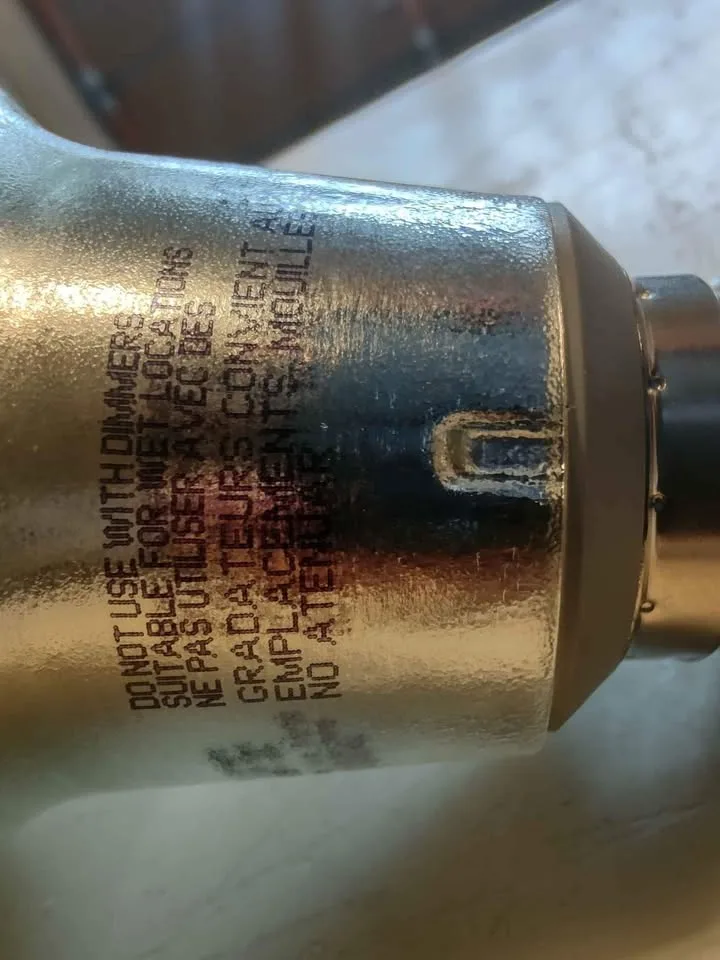 DO NOT USE WITH DIMMERS
SUITABLE FOR WET LOCATIONS
NE PAS UTILISER AVEC DES
GRADATEURS CONVIENT A
EMPLACEMENTS MOUILLE
NO ATENUAR